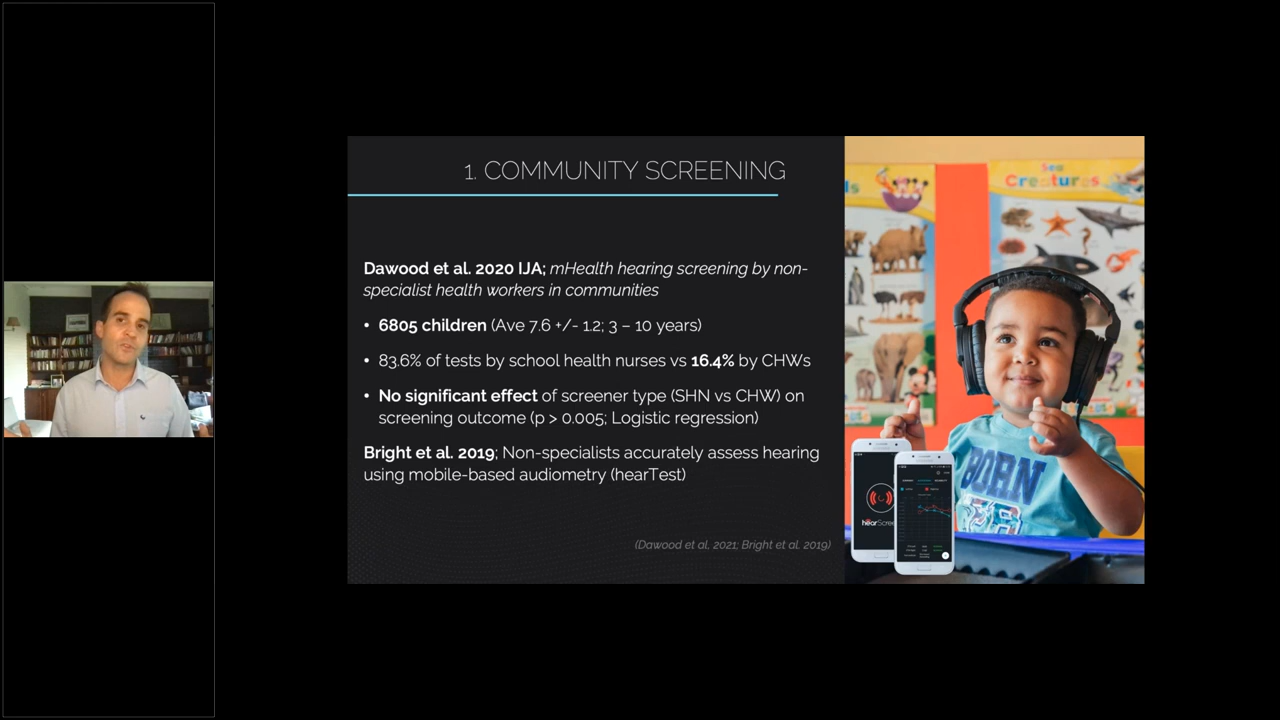 1. COMMUNITY SCREENING
Dawood et al. 2020 IJA; mHealth hearing screening by non-
specialist health workers in communities
• 6805 children (Ave 7.6 +/- 1.2; 3 – 10 years)
• 83.6% of tests by school health nurses vs 16.4% by CHWs
• No significant effect of screener type (SHN vs CHW) on
screening outcome (p > 0.005; Logistic regression)
Bright et al. 2019; Non-specialists accurately assess hearing
using mobile-based audiometry (hearTest)
(Dawood et al, 2021; Bright et al. 2019)
Sea
Creatures
BORN
hearScree